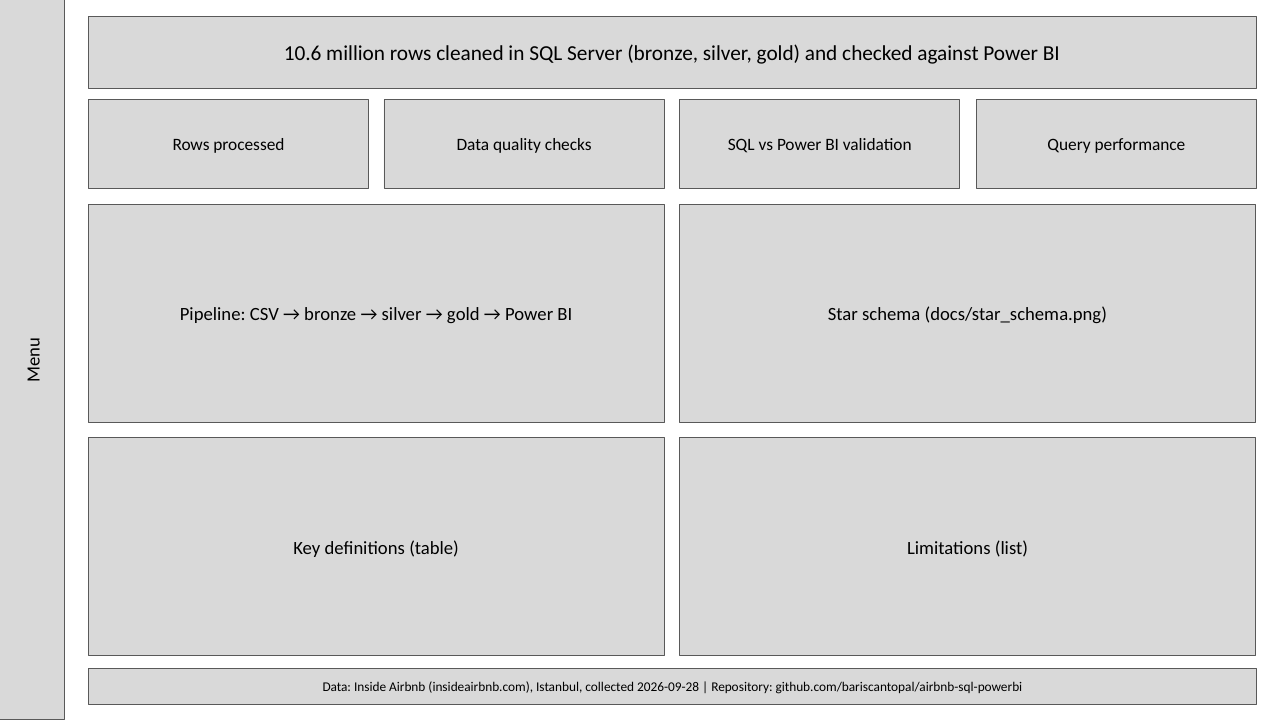 10.6 million rows cleaned in SQL Server (bronze, silver, gold) and checked against Power BI
Rows processed
Data quality checks
SQL vs Power BI validation
Query performance
Menu
Pipeline: CSV → bronze → silver → gold → Power BI
Star schema (docs/star_schema.png)
Key definitions (table)
Limitations (list)
Data: Inside Airbnb (insideairbnb.com), Istanbul, collected 2026-09-28 | Repository: github.com/bariscantopal/airbnb-sql-powerbi